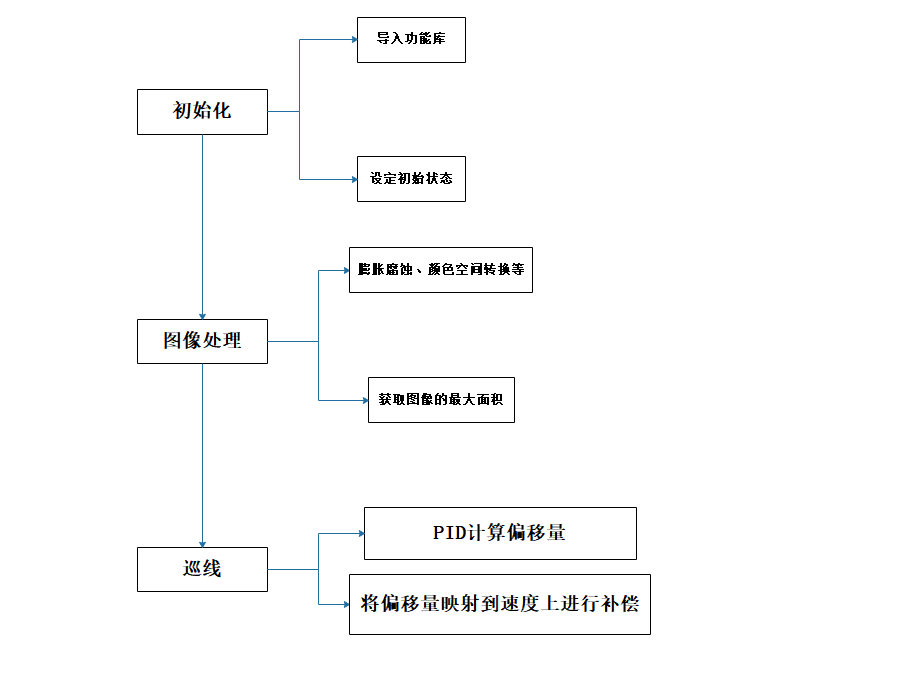 导入功能库
初始化
设定初始状态
膨胀腐蚀、颜色空间转换等
图像处理
获取图像的最大面积
PID计算偏移量
巡线
将偏移量映射到速度上进行补偿